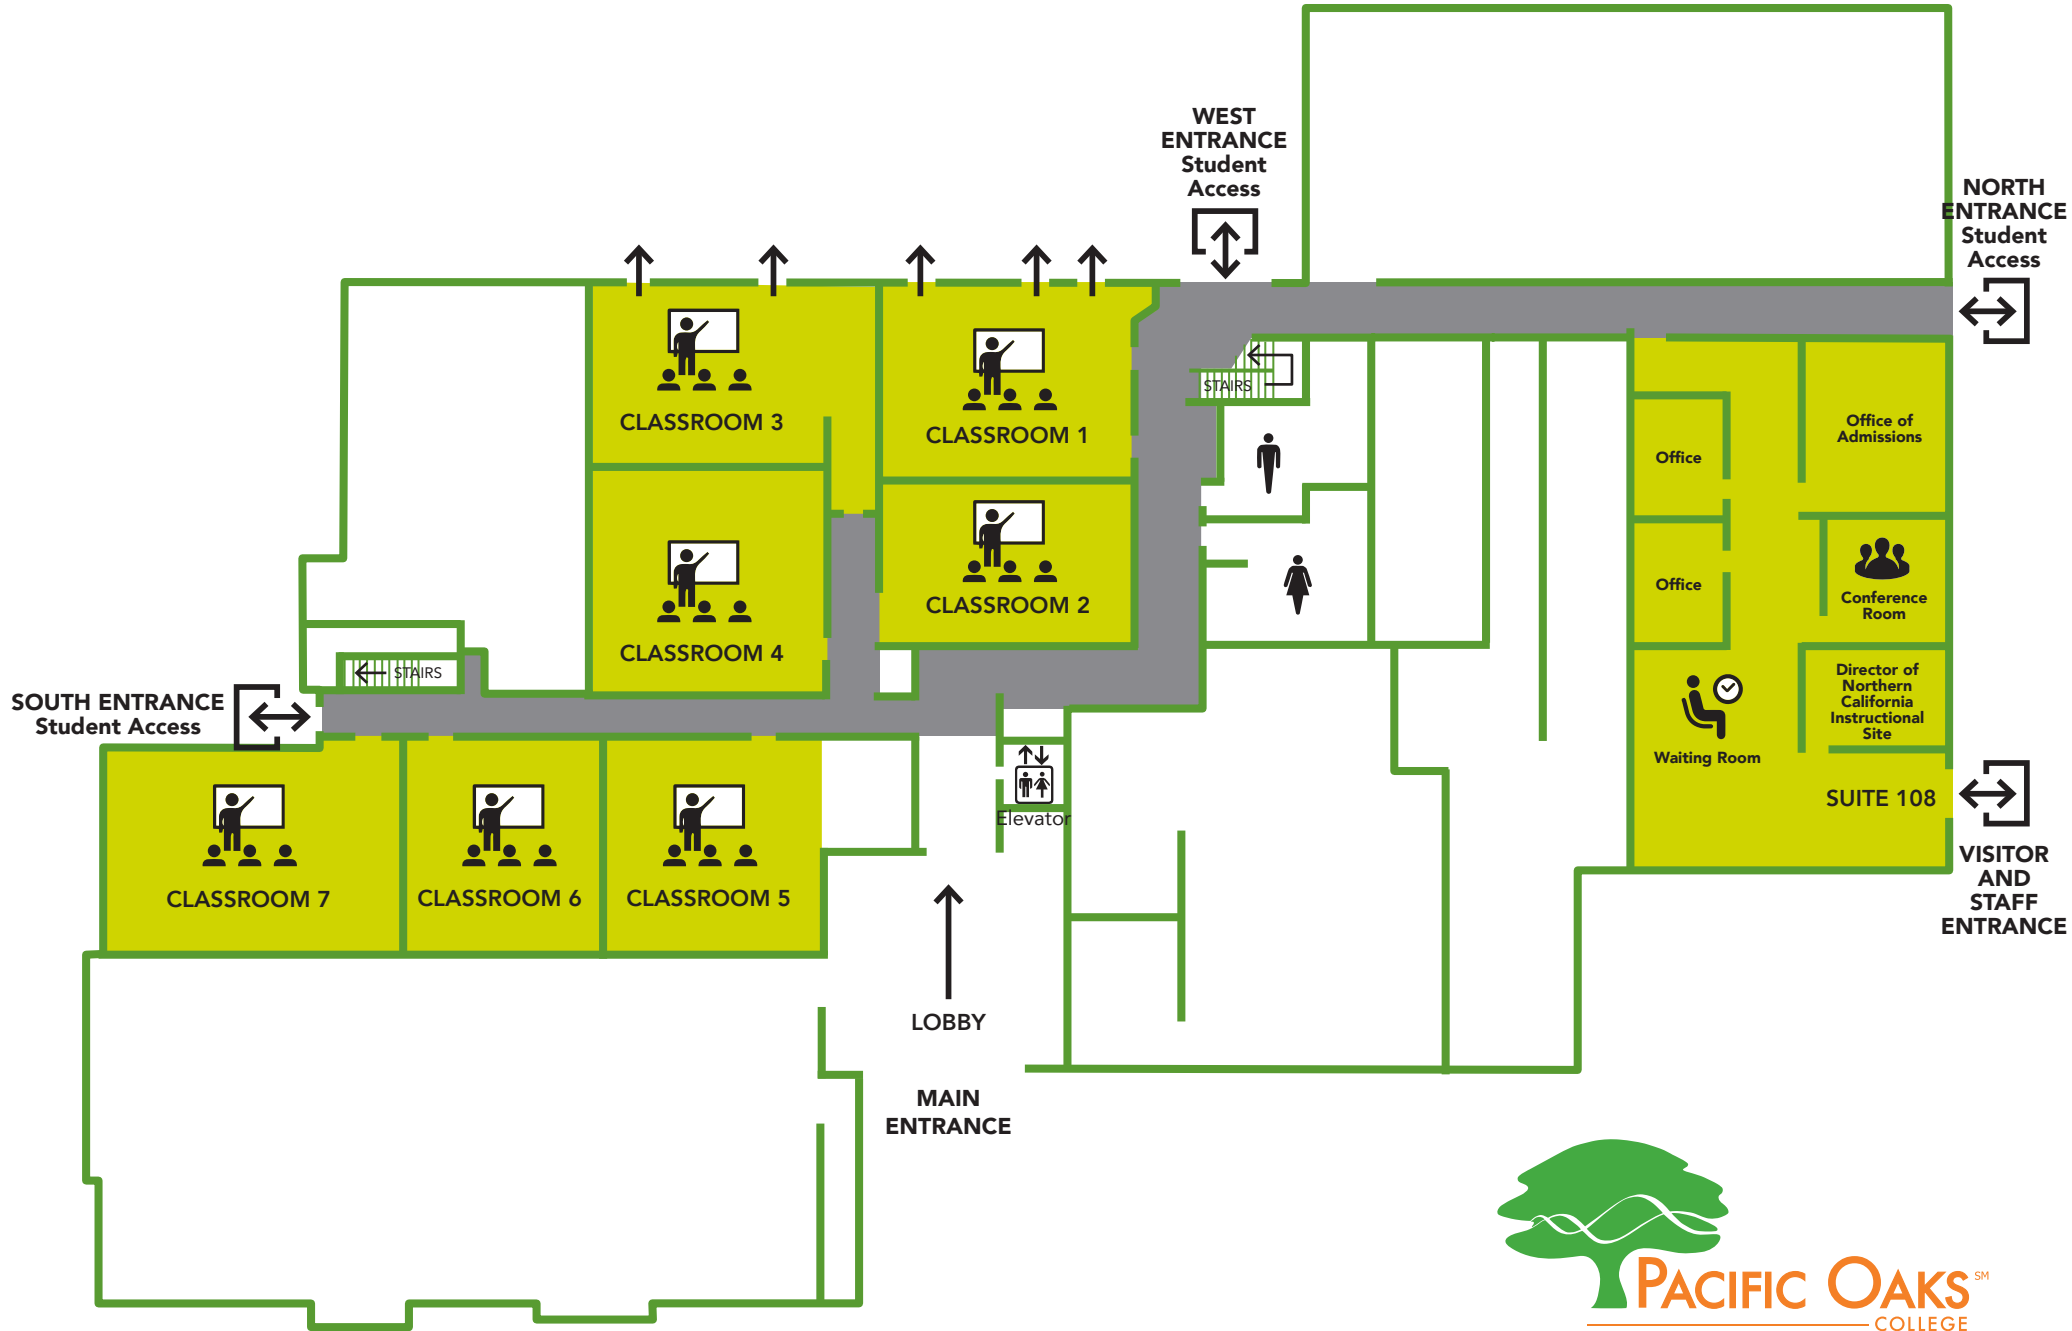 WEST
ENTRANCE
Student
Access
NORTH
ENTRANCE
Student
Access
CLASSROOM 3
CLASSROOM 1
STAIRS
Office of
Admissions
Office
CLASSROOM 4
CLASSROOM 2
Office
Conference
Room
STAIRS
SOUTH ENTRANCE
Student Access
Director of
Northern
California
Instructional
Site
Waiting Room
SUITE 108
Elevator
VISITOR
AND
STAFF
ENTRANCE
CLASSROOM 7
CLASSROOM 6
CLASSROOM 5
LOBBY
MAIN
ENTRANCE
PACIFIC OAKS SM
COLLEGE